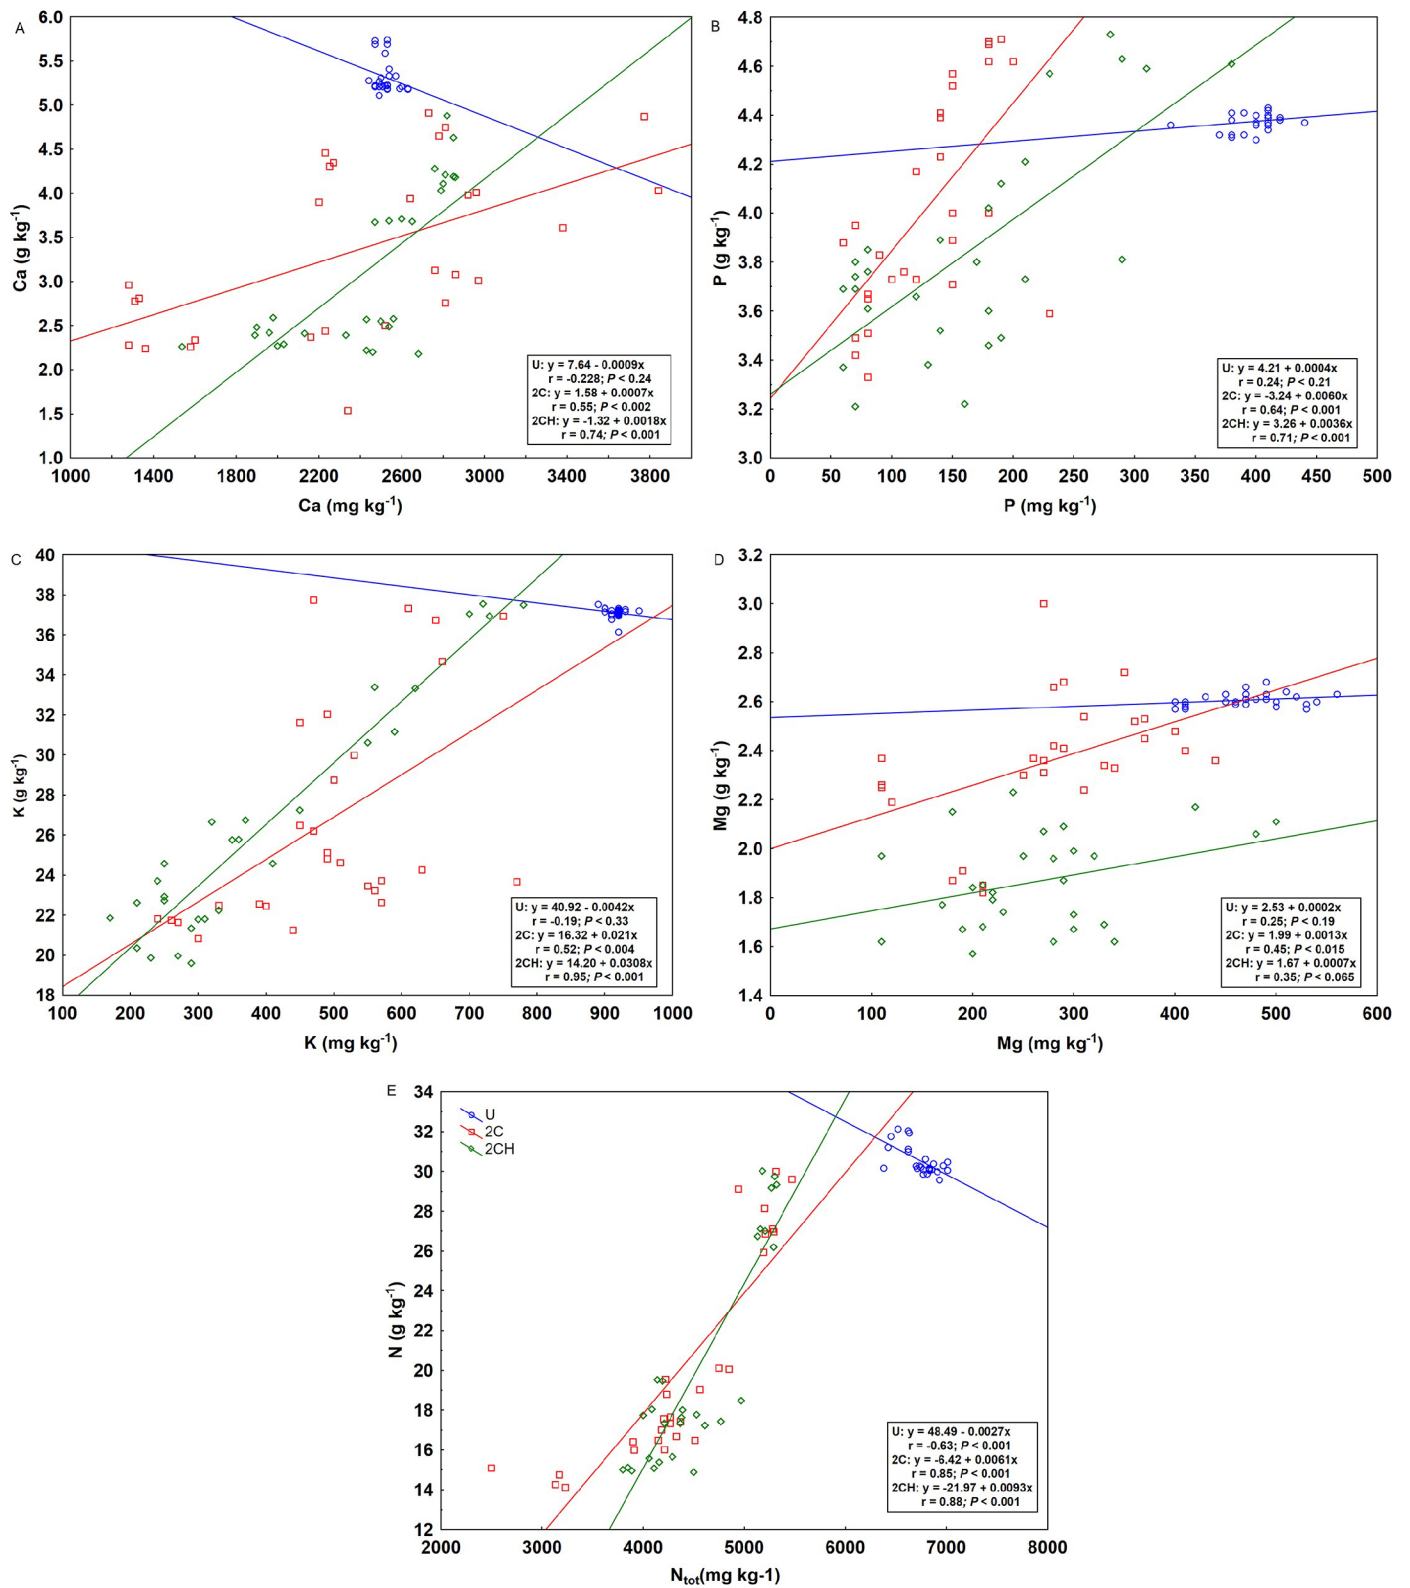 A
6.0
5.5
5.0
4.5
4.0
3.5
3.0
2.5
2.0
1.5
1.0
Ca (g kg-1)
U: y = 7.64 - 0.0009x
r = -0.228; P < 0.24
2C: y = 1.58 + 0.0007x
r = 0.55; P < 0.002
2CH: y = -1.32 + 0.0018x
r = 0.74; P < 0.001
1000 1400 1800 2200 2600 3000 3400 3800
Ca (mg kg-1)
B
4.8
4.6
4.4
4.2
4.0
3.8
3.6
3.4
3.2
3.0
P (g kg-1)
U: y = 4.21 + 0.0004x
r = 0.24; P < 0.21
2C: y = -3.24 + 0.0060x
r = 0.64; P < 0.001
2CH: y = 3.26 + 0.0036x
r = 0.71; P < 0.001
0 50 100 150 200 250 300 350 400 450 500
P (mg kg-1)
C
40
38
36
34
32
30
28
26
24
22
20
18
K (g kg-1)
U: y = 40.92 - 0.0042x
r = -0.19; P < 0.33
2C: y = 16.32 + 0.021x
r = 0.52; P < 0.004
2CH: y = 14.20 + 0.0308x
r = 0.95; P < 0.001
100 200 300 400 500 600 700 800 900 1000
K (mg kg-1)
D
3.2
3.0
2.8
2.6
2.4
2.2
2.0
1.8
1.6
1.4
Mg (g kg-1)
U: y = 2.53 + 0.0002x
r = 0.25; P < 0.19
2C: y = 1.99 + 0.0013x
r = 0.45; P < 0.015
2CH: y = 1.67 + 0.0007x
r = 0.35; P < 0.065
0 100 200 300 400 500 600
Mg (mg kg-1)
E
34
32
30
28
26
24
22
20
18
16
14
12
N (g kg-1)
U
2C
2CH
U: y = 48.49 - 0.0027x
r = -0.63; P < 0.001
2C: y = -6.42 + 0.0061x
r = 0.85; P < 0.001
2CH: y = -21.97 + 0.0093x
r = 0.88; P < 0.001
2000 3000 4000 5000 6000 7000 8000
Ntot(mg kg-1)